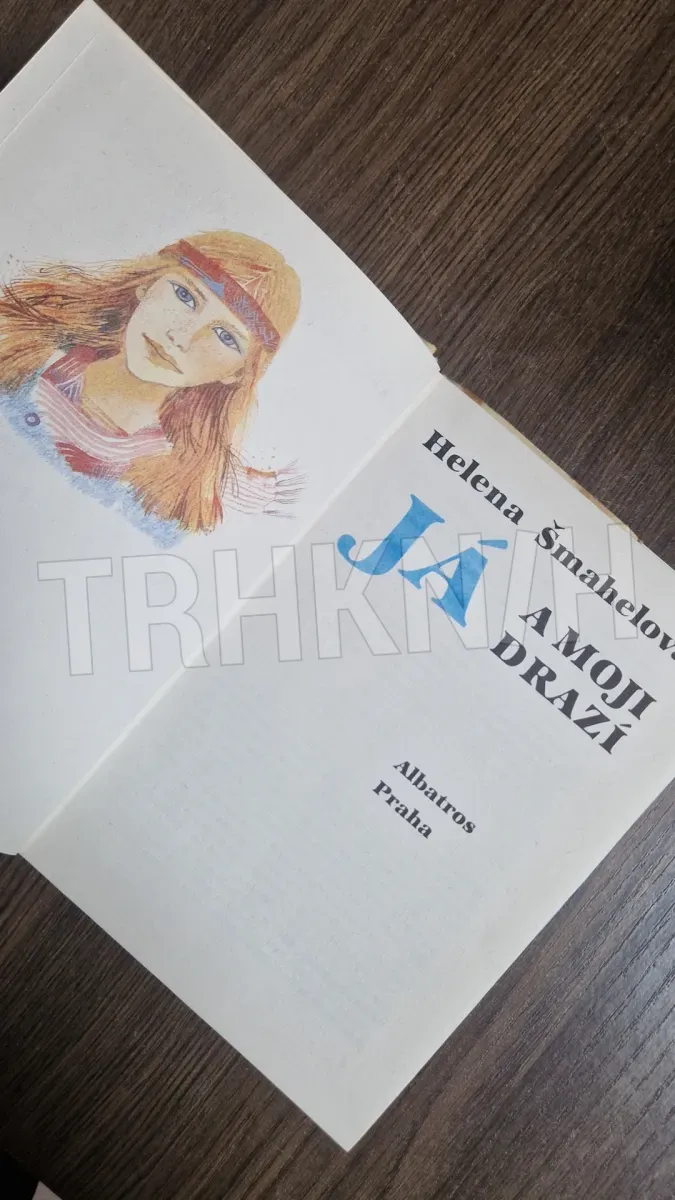 Helena Šmahelová
JÁ
A MOJI
DRAZÍ
Albatros
Praha
TRHKNIH